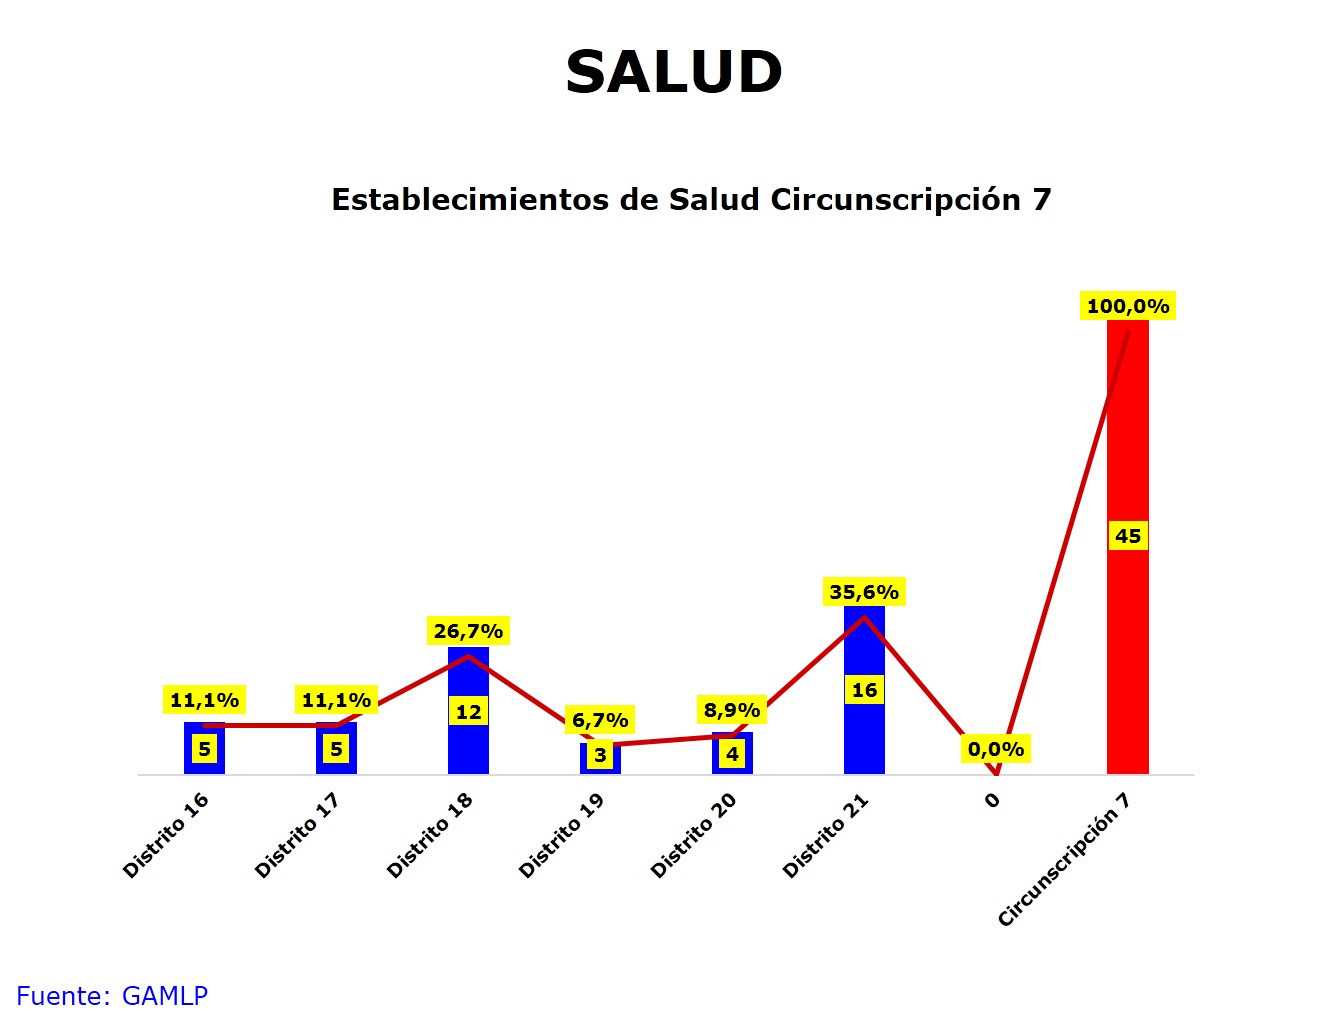 SALUD
Establecimientos de Salud Circunscripción 7
100,0%
45
35,6%
26,7%
16
12
11,1%
11,1%
8,9%
6,7%
0,0%
5
5
3
4
Distrito 16
Distrito 17
Distrito 18
Distrito 19
Distrito 20
Distrito 21
0
Circunscripción 7
Fuente: GAMLP